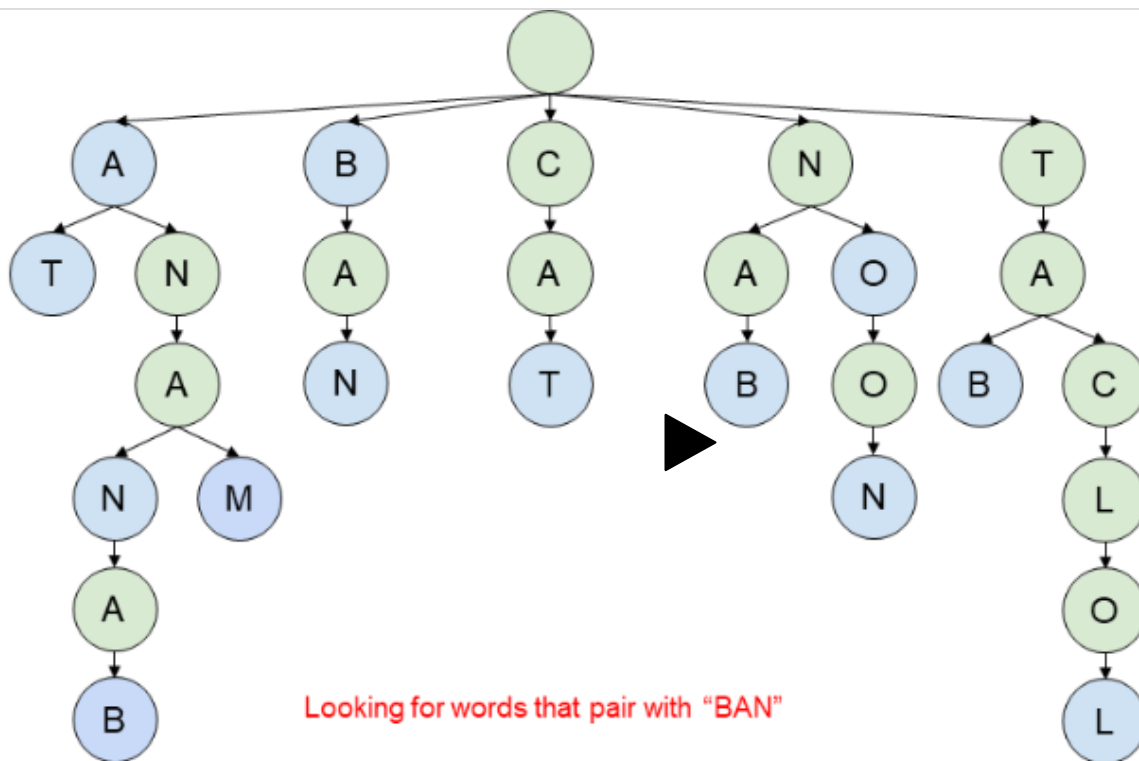 A B C N T
T N A A A O A
A N T B O B C
N M N L
A O
B L
Looking for words that pair with “BAN”